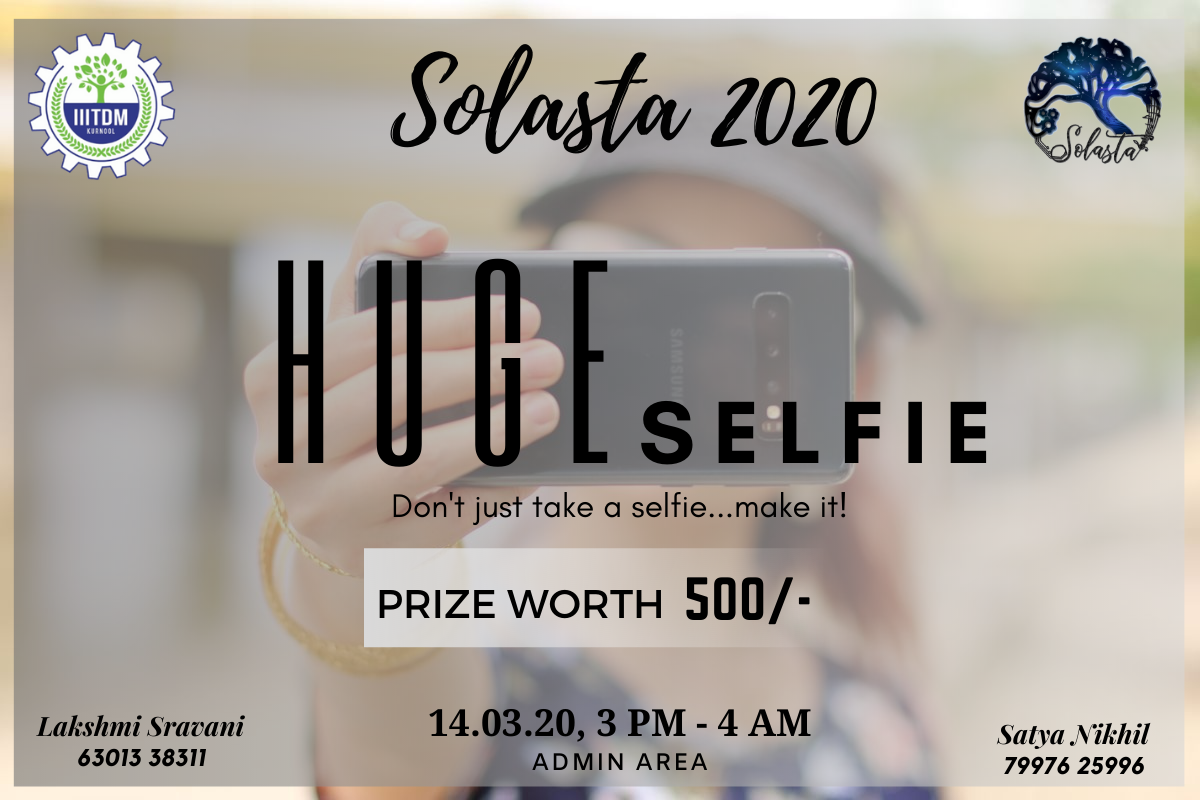 Solasta 2020
IIITDM
KURNOOL
Solasta
HUGE SELFIE
SAMSUN
Don't just take a selfie...make it!
PRIZE WORTH 500/-
14.03.20, 3 PM - 4 AM
ADMIN AREA
Lakshmi Sravani
63013 38311
Satya Nikhil
79976 25996